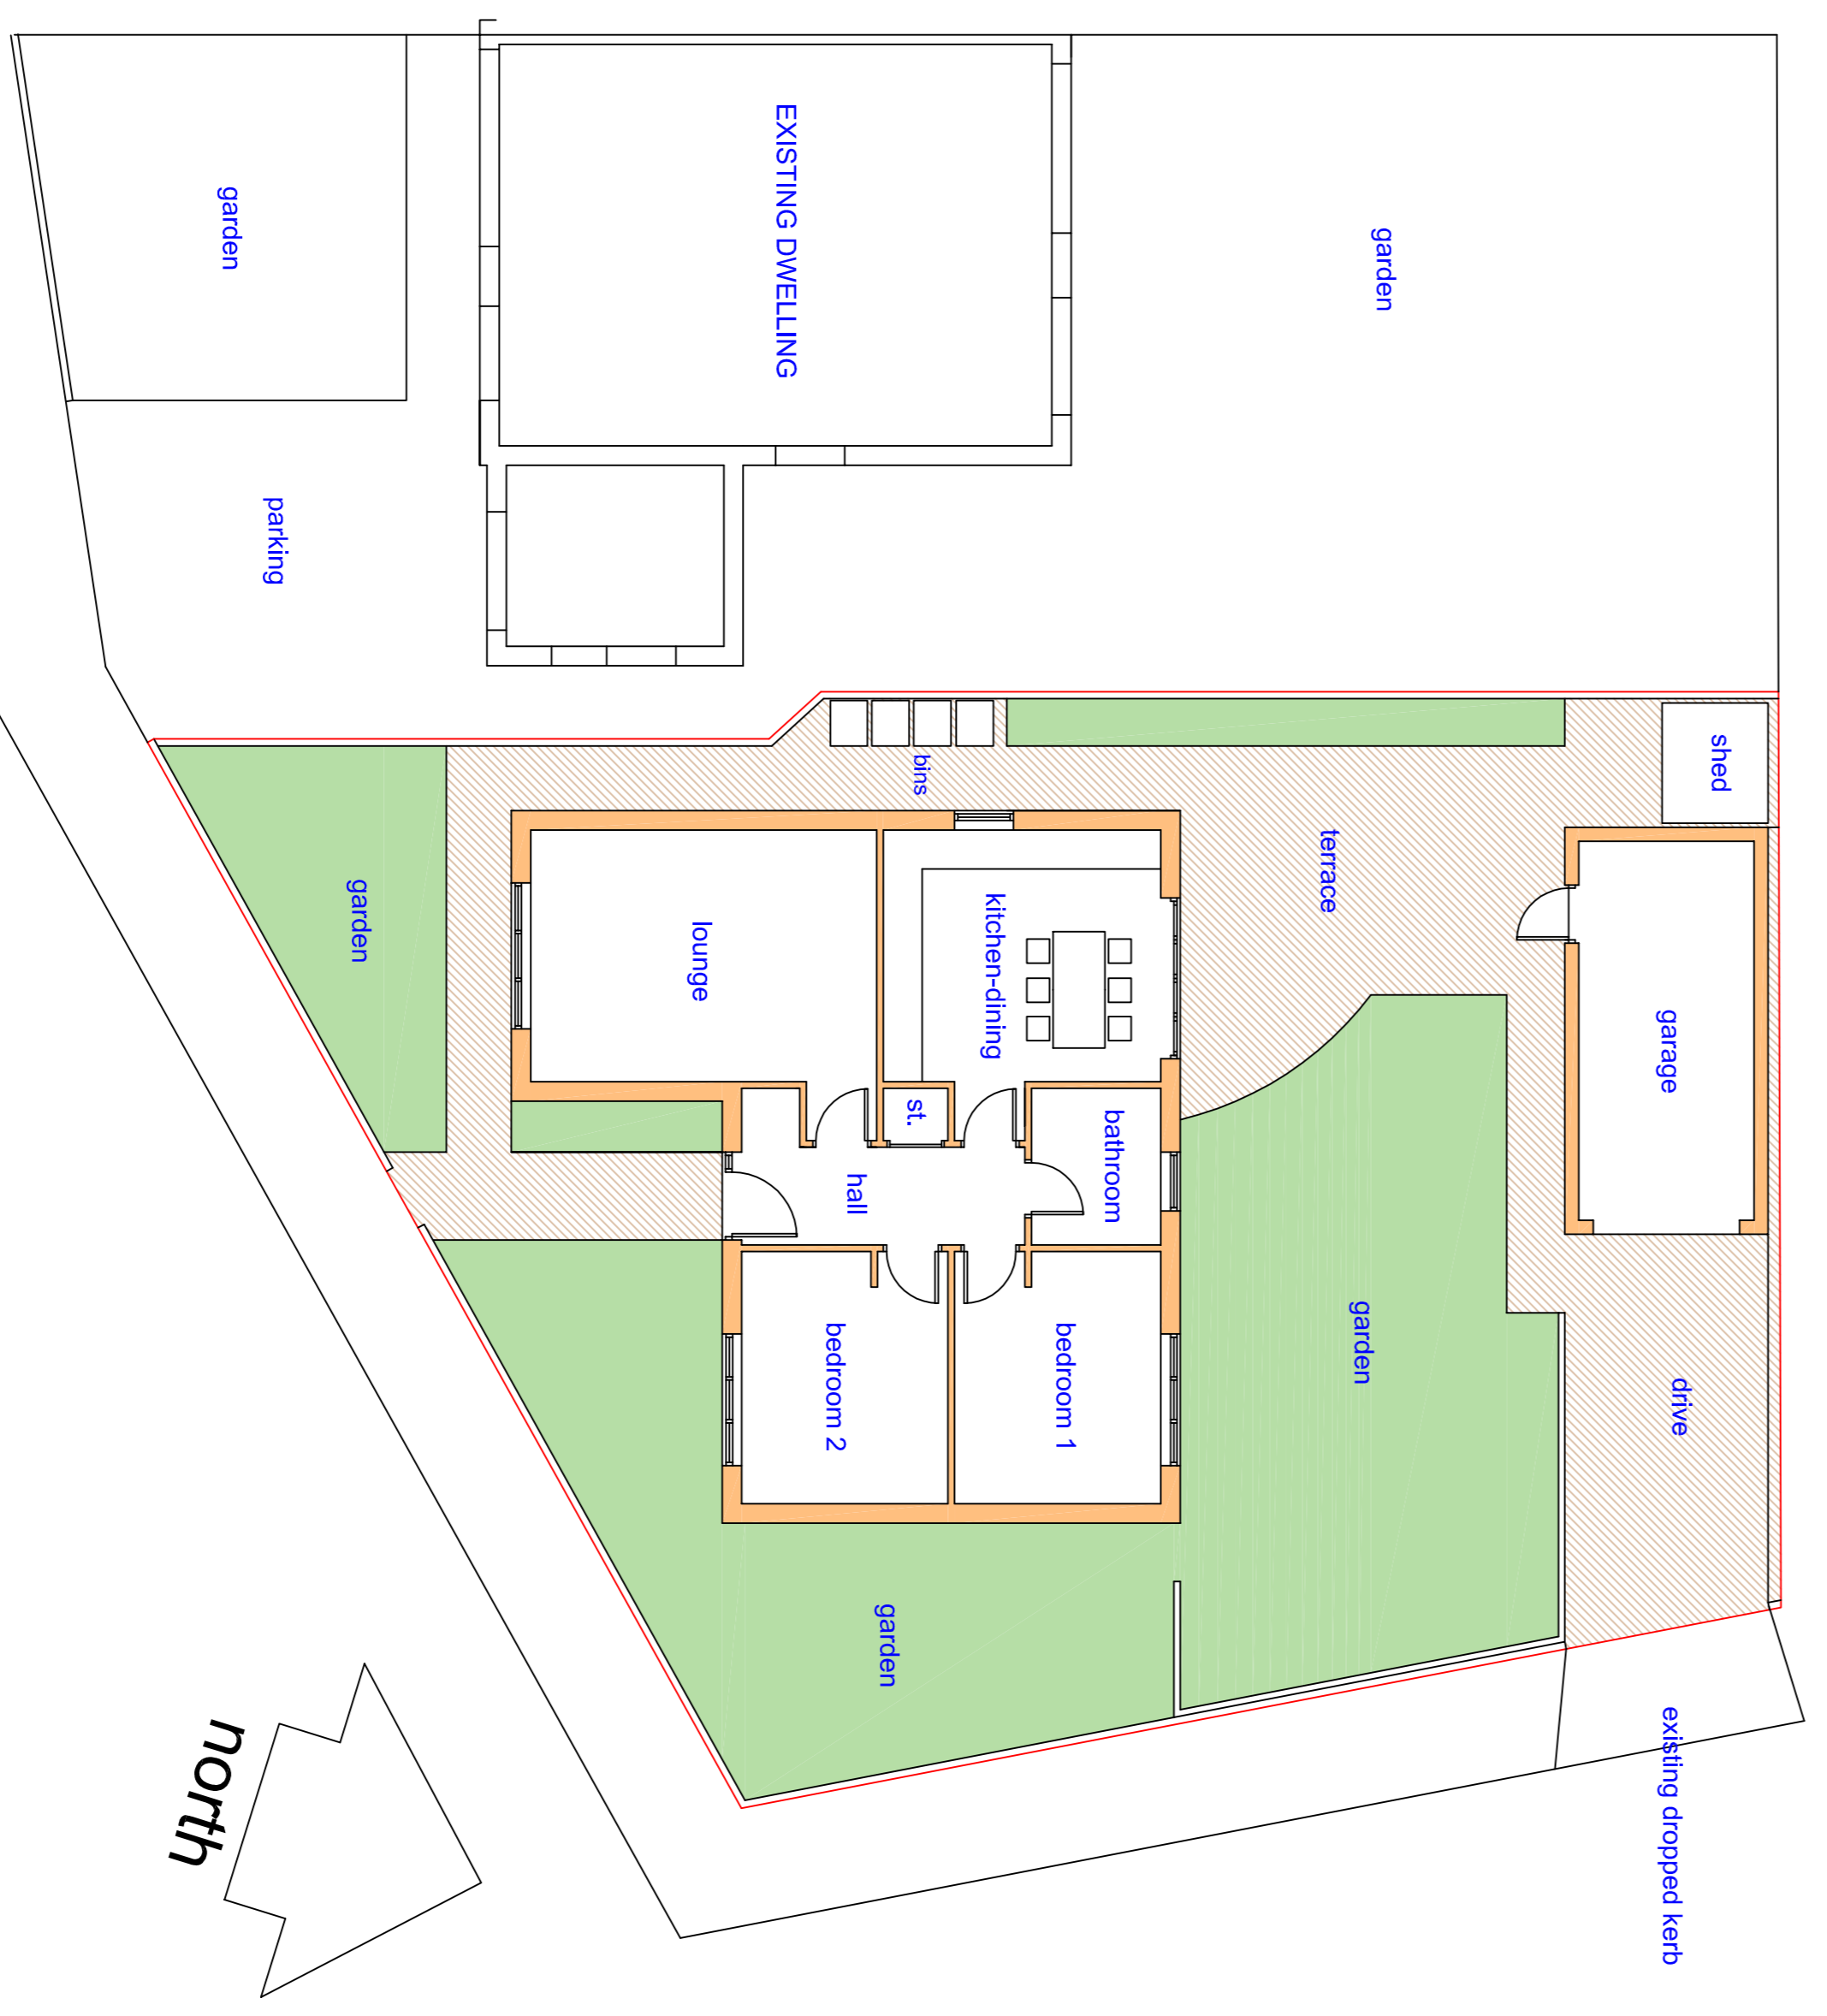 existing dropped kerb
drive
garage
shed
garden
terrace
garden
bedroom 1
bathroom
kitchen-dining
bins
bedroom 2
hall
st.
lounge
garden
garden
garden
EXISTING DWELLING
parking
garden
north